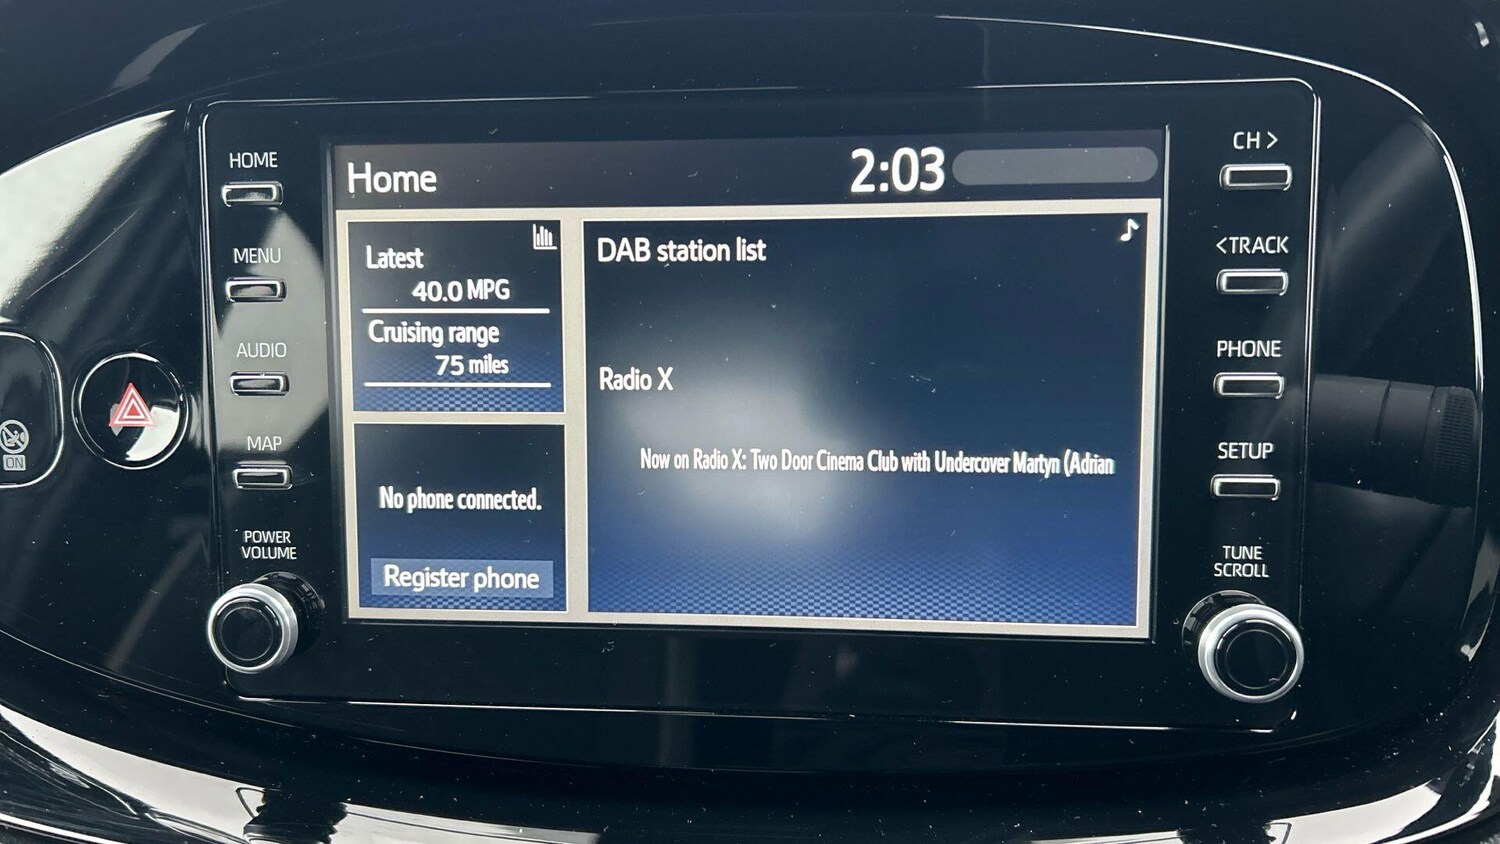 HOME
MENU
AUDIO
MAP
POWER
VOLUME
ON
Home
2:03
Latest
40.0 MPG
Cruising range
75 miles
No phone connected.
Register phone
DAB station list
Radio X
Now on Radio X: Two Door Cinema Club with Undercover Martyn (Adrian
CH >
<TRACK
PHONE
SETUP
TUNE
SCROLL